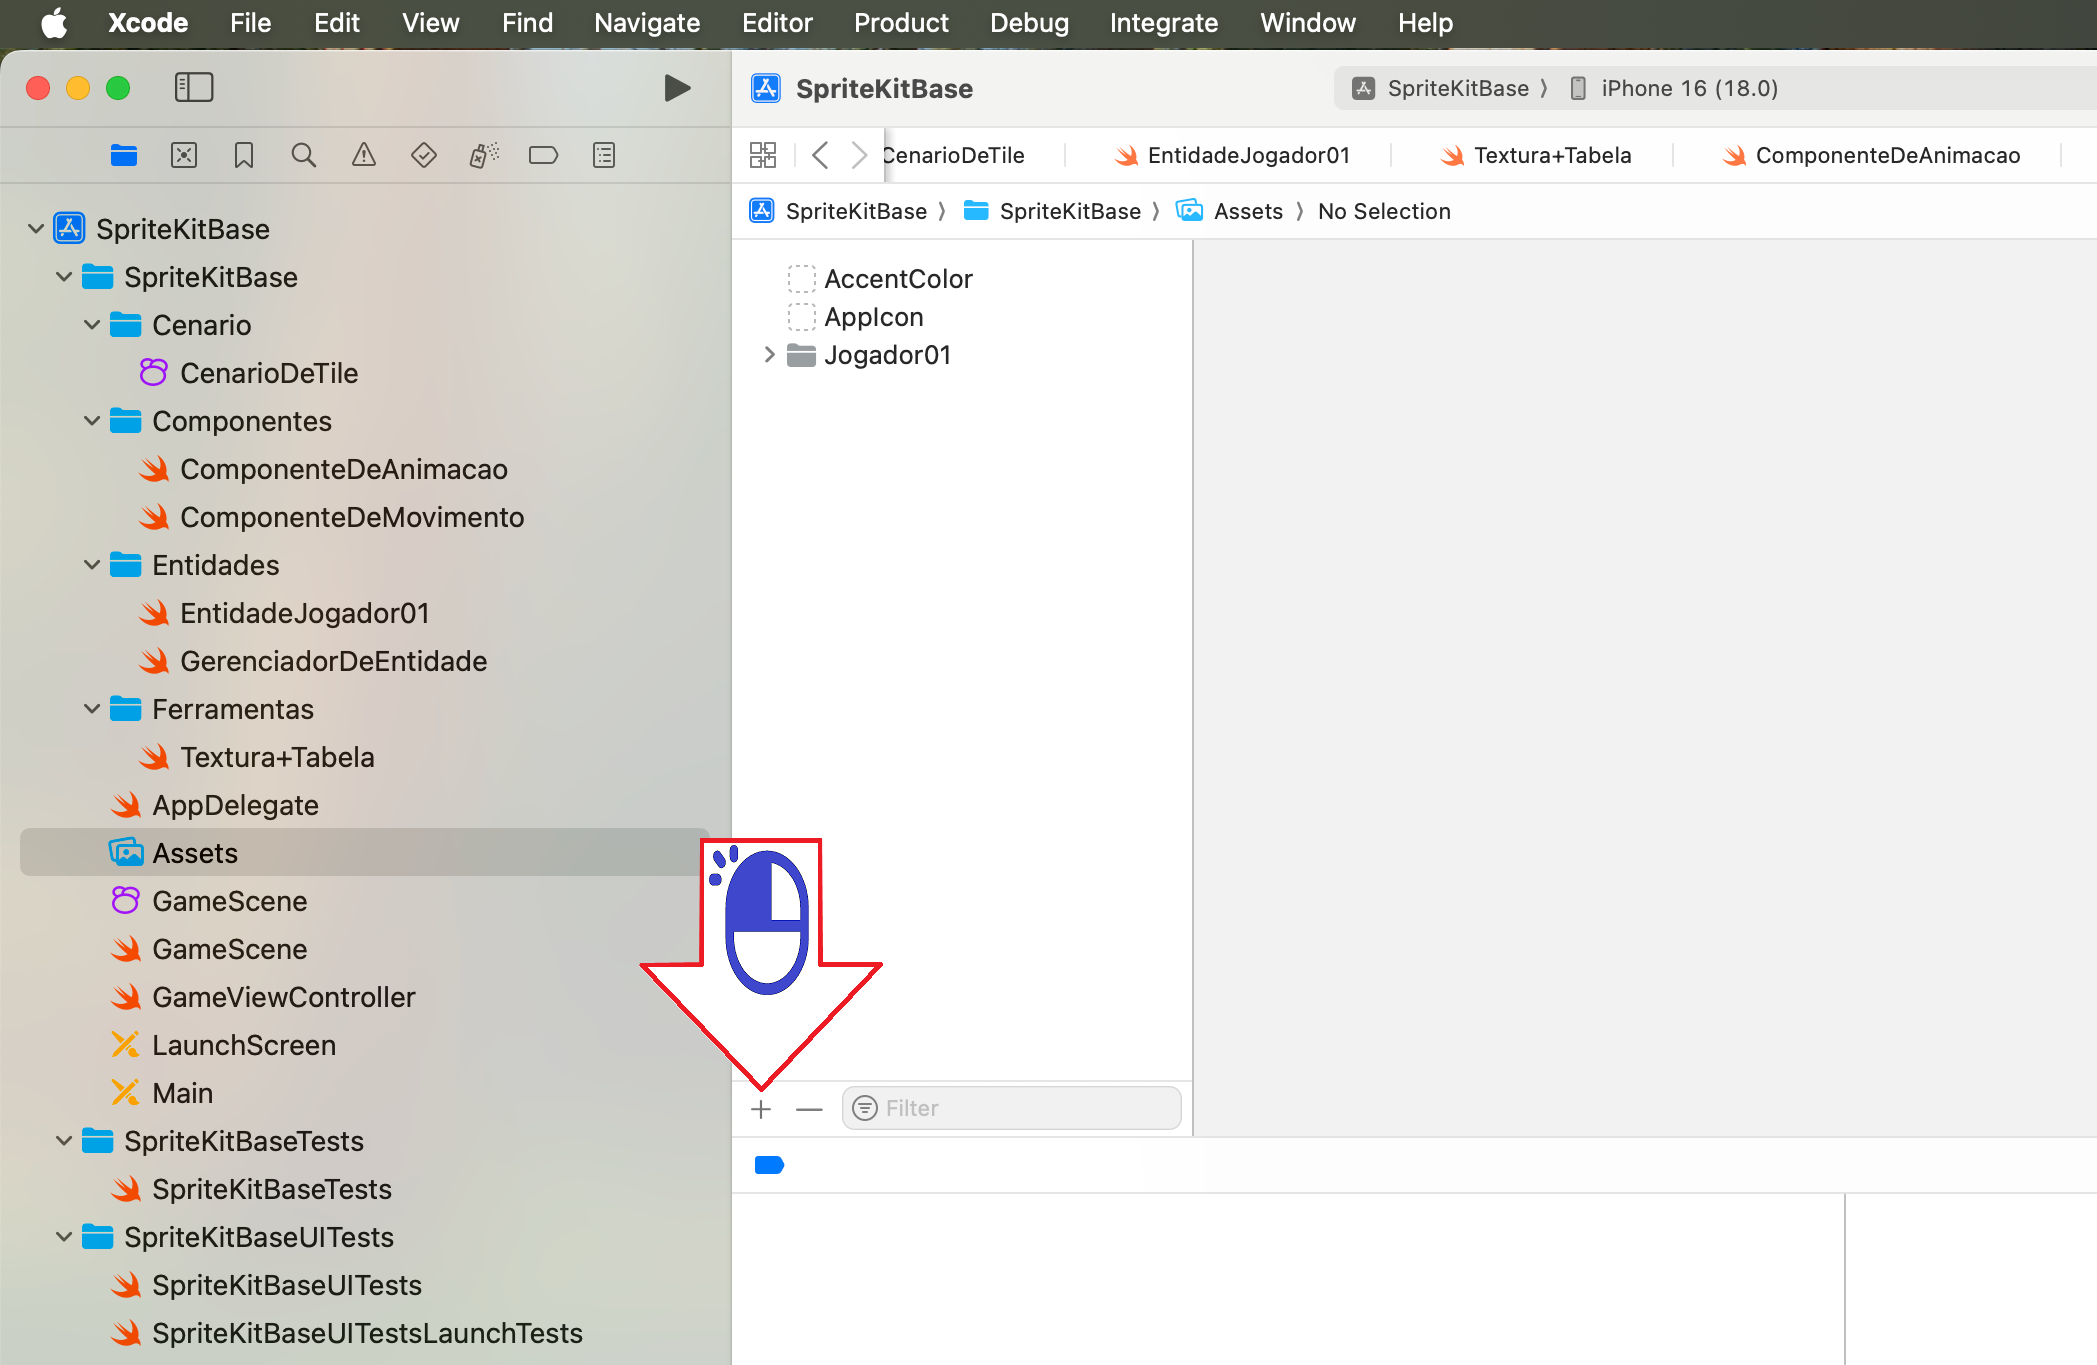 Xcode File Edit View Find Navigate Editor Product Debug Integrate Window Help
SpriteKitBase
SpriteKitBase iPhone 16 (18.0)
CenarioDeTile
EntidadeJogador01
Textura+Tabela
ComponenteDeAnimacao
SpriteKitBase SpriteKitBase Assets No Selection
SpriteKitBase
SpriteKitBase
Cenario
CenarioDeTile
Componentes
ComponenteDeAnimacao
ComponenteDeMovimento
Entidades
EntidadeJogador01
GerenciadorDeEntidade
Ferramentas
Textura+Tabela
AppDelegate
Assets
GameScene
GameScene
GameViewController
LaunchScreen
Main
SpriteKitBaseTests
SpriteKitBaseTests
SpriteKitBaseUITests
SpriteKitBaseUITests
SpriteKitBaseUITestsLaunchTests
AccentColor
AppIcon
Jogador01
Filter